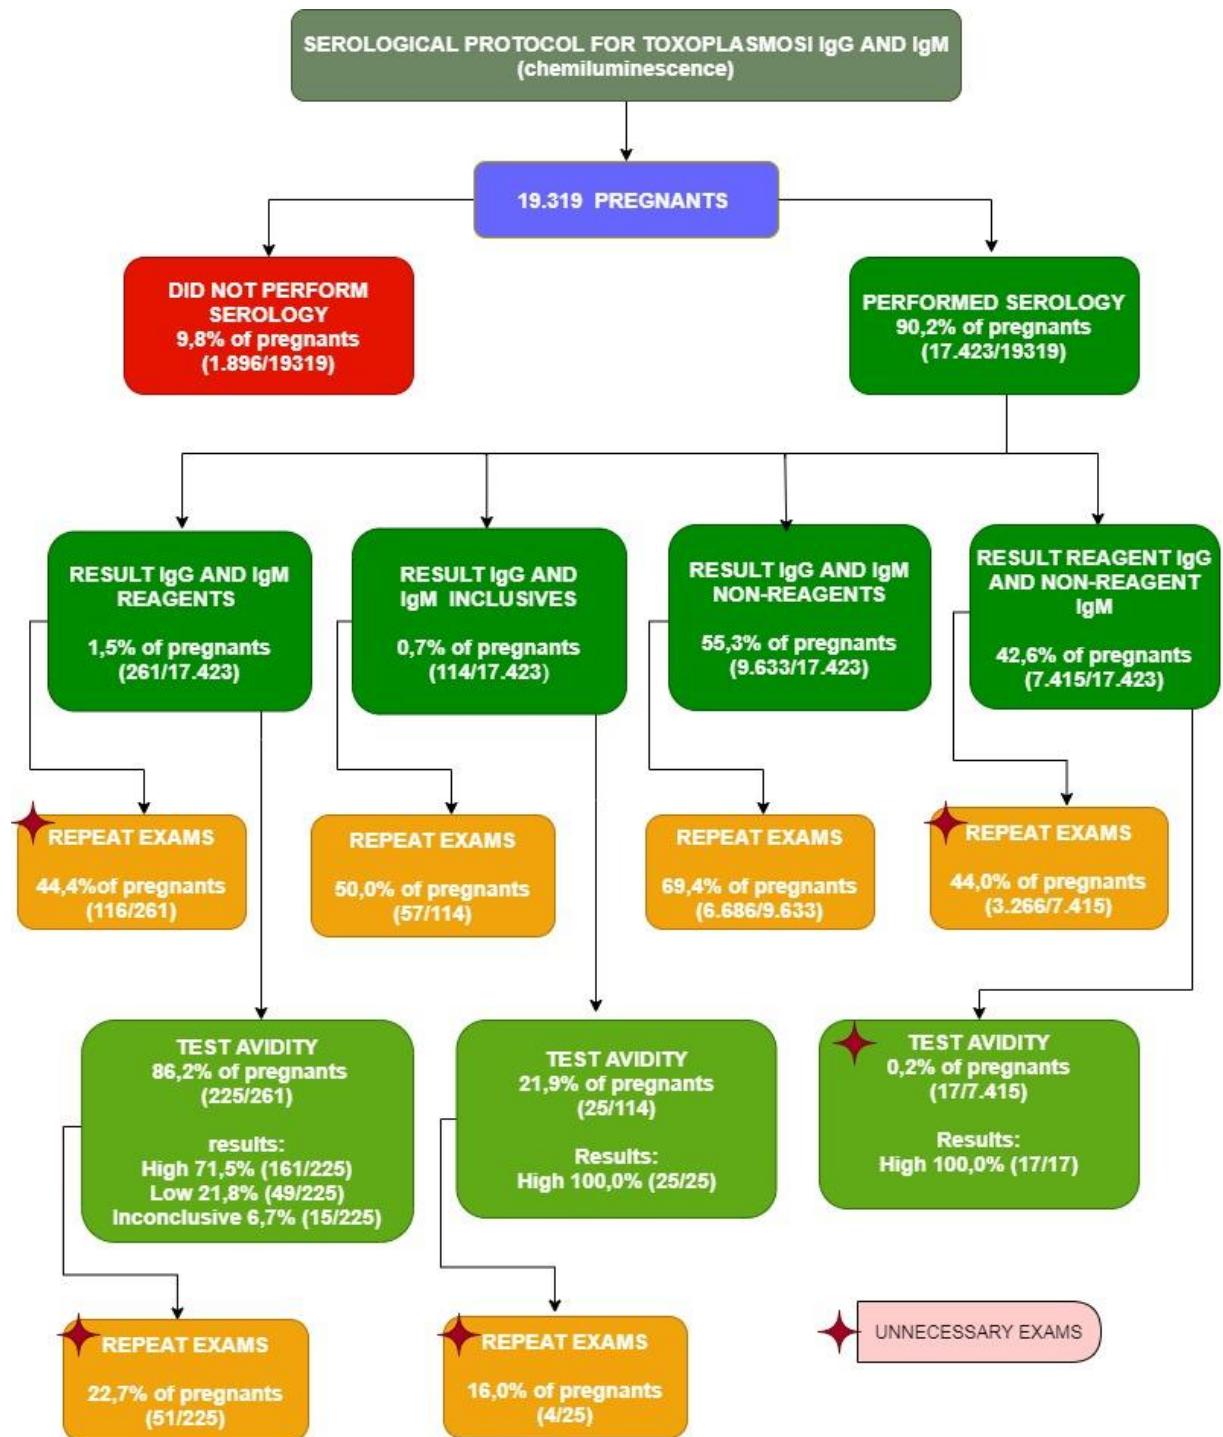 SEROLOGICAL PROTOCOL FOR TOXOPLASMOSI IgG AND IgM
(chemiluminescence)
19.319 PREGNANTS
DID NOT PERFORM
SEROLOGY
9,8% of pregnants
(1.896/19319)
PERFORMED SEROLOGY
90,2% of pregnants
(17.423/19319)
RESULT IgG AND IgM
REAGENTS
1,5% of pregnants
(261/17.423)
RESULT IgG AND
IgM INCLUSIVES
0,7% of pregnants
(114/17.423)
RESULT IgG AND IgM
NON-REAGENTS
55,3% of pregnants
(9.633/17.423)
RESULT REAGENT IgG
AND NON-REAGENT
IgM
42,6% of pregnants
(7.415/17.423)
REPEAT EXAMS
44,4%of pregnants
(116/261)
REPEAT EXAMS
50,0% of pregnants
(57/114)
REPEAT EXAMS
69,4% of pregnants
(6.686/9.633)
REPEAT EXAMS
44,0% of pregnants
(3.266/7.415)
TEST AVIDITY
86,2% of pregnants
(225/261)
results:
High 71,5% (161/225)
Low 21,8% (49/225)
Inconclusive 6,7% (15/225)
TEST AVIDITY
21,9% of pregnants
(25/114)
Results:
High 100,0% (25/25)
TEST AVIDITY
0,2% of pregnants
(17/7.415)
Results:
High 100,0% (17/17)
REPEAT EXAMS
22,7% of pregnants
(51/225)
REPEAT EXAMS
16,0% of pregnants
(4/25)
UNNECESSARY EXAMS